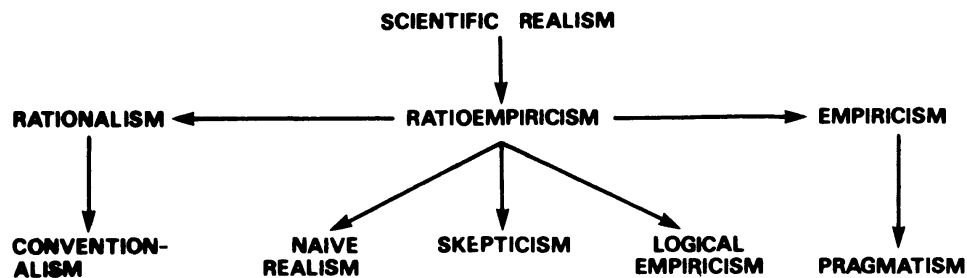 SCIENTIFIC REALISM
RATIONALISM
RATIOEMPIRICISM
EMPIRICISM
CONVENTION-
ALISM
NAIVE
REALISM
SKEPTICISM
LOGICAL
EMPIRICISM
PRAGMATISM